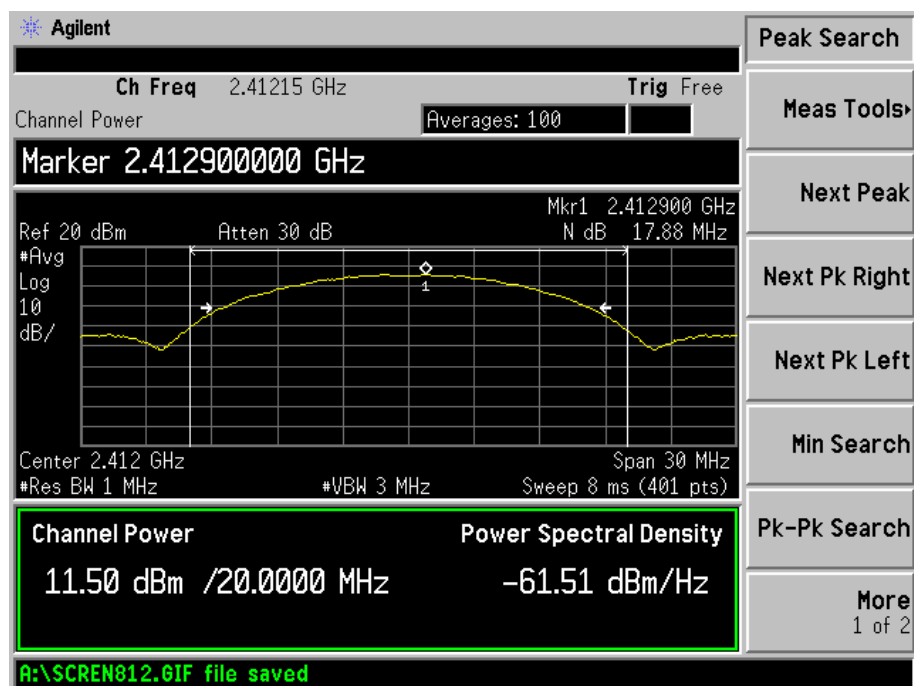 Agilent
Peak Search
Ch Freq 2.41215 GHz Trig Free
Channel Power Averages: 100
Meas Tools
Marker 2.412900000 GHz
Mkr1 2.412900 GHz
Ref 20 dBm Atten 30 dB N dB 17.88 MHz
#Avg
Log
10
dB/
1
Center 2.412 GHz Span 30 MHz
#Res BW 1 MHz #VBW 3 MHz Sweep 8 ms (401 pts)
Channel Power Power Spectral Density
11.50 dBm /20.0000 MHz -61.51 dBm/Hz
Next Peak
Next Pk Right
Next Pk Left
Min Search
Pk-Pk Search
More
1 of 2
A:\SCREN812.GIF file saved